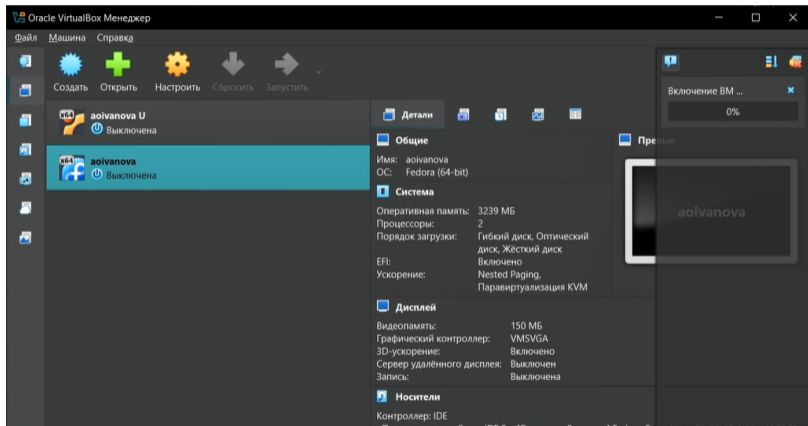 Oracle VirtualBox Менеджер
Файл Машина Справка
Создать Открыть Настроить Сбросить Запустить
Включение ВМ ...
0%
x64 aoivanova U
Выключена
x64 aoivanova
Выключена
Детали
Общие
Имя: aoivanova
ОС: Fedora (64-bit)
Превью
aoivanova
Система
Оперативная память: 3239 МБ
Процессоры: 2
Порядок загрузки: Гибкий диск, Оптический
диск, Жёсткий диск
EFI: Включено
Ускорение: Nested Paging,
Паравиртуализация KVM
Дисплей
Видеопамять: 150 МБ
Графический контроллер: VMSVGA
3D-ускорение: Включено
Сервер удалённого дисплея: Выключен
Запись: Выключена
Носители
Контроллер: IDE